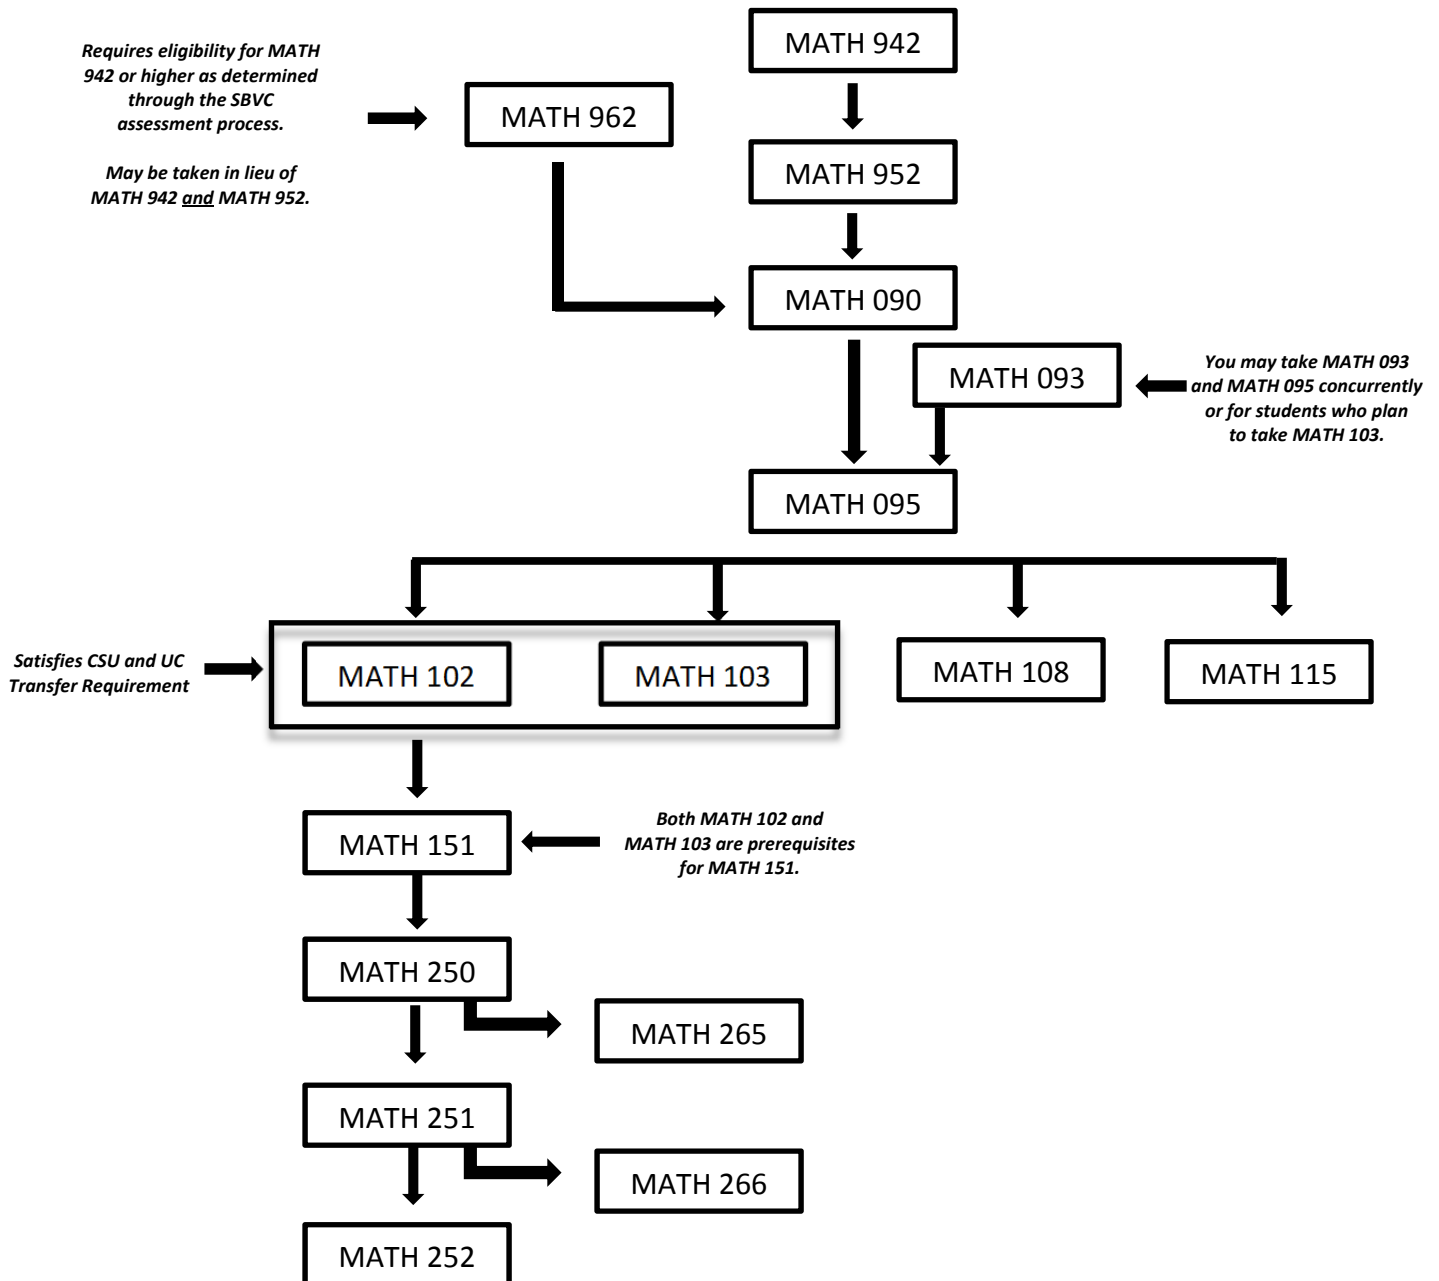 MATH 942
Requires eligibility for MATH
942 or higher as determined
through the SBVC
assessment process.
May be taken in lieu of
MATH 942 and MATH 952.
MATH 962
MATH 952
MATH 090
MATH 093
You may take MATH 093
and MATH 095 concurrently
or for students who plan
to take MATH 103.
MATH 095
Satisfies CSU and UC
Transfer Requirement
MATH 102
MATH 103
MATH 108
MATH 115
MATH 151
Both MATH 102 and
MATH 103 are prerequisites
for MATH 151.
MATH 250
MATH 265
MATH 251
MATH 266
MATH 252